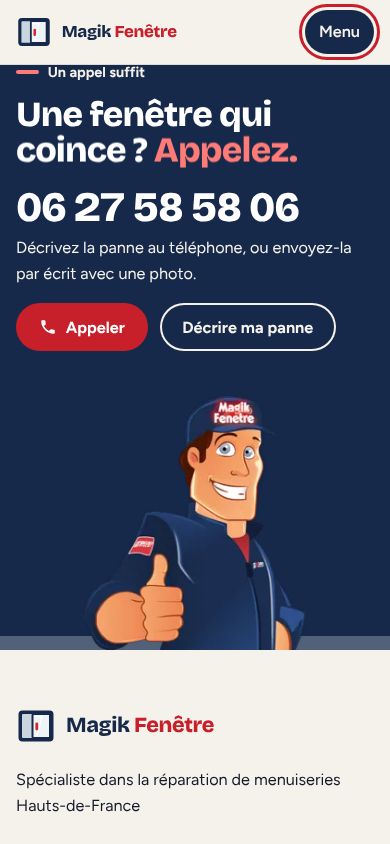 Magik Fenêtre
Menu
Un appel suffit
Une fenêtre qui
coince ? Appelez.
06 27 58 58 06
Décrivez la panne au téléphone, ou envoyez-la
par écrit avec une photo.
Appeler
Décrire ma panne
Magik
Fenêtre
Magik Fenêtre
Spécialiste dans la réparation de menuiseries
Hauts-de-France